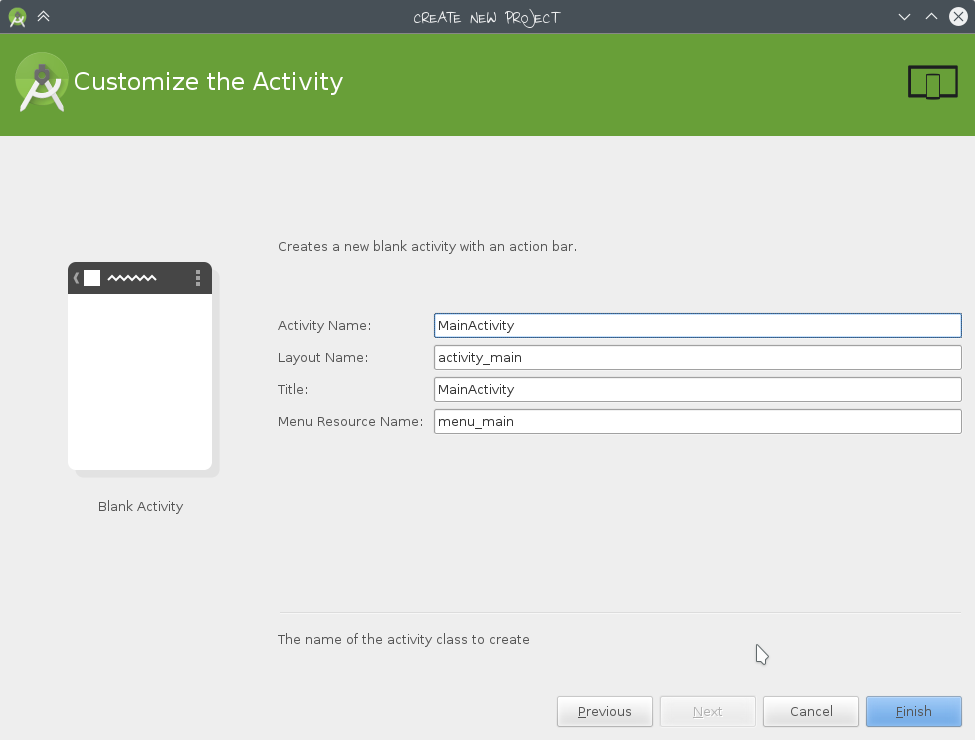 CREATE NEW PROJECT
Customize the Activity
Creates a new blank activity with an action bar.
Activity Name: MainActivity
Layout Name: activity_main
Title: MainActivity
Menu Resource Name: menu_main
Blank Activity
The name of the activity class to create
Previous Next Cancel Finish